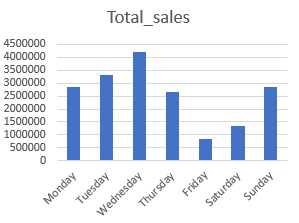 Total_sales
4500000
4000000
3500000
3000000
2500000
2000000
1500000
1000000
500000
0
Monday
Tuesday
Wednesday
Thursday
Friday
Saturday
Sunday